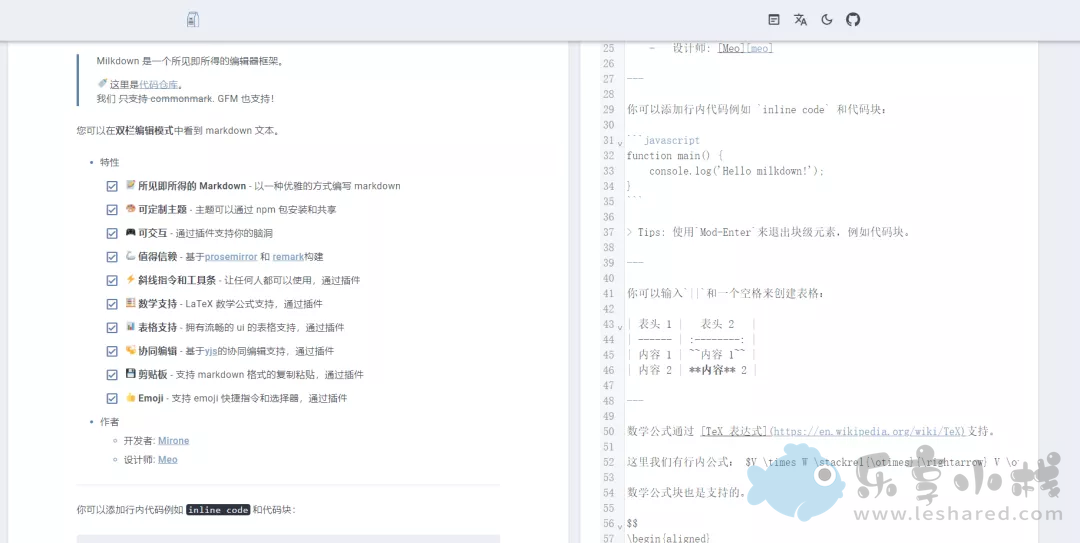 Milkdown 是一个所见即所得的编辑器框架。
这里是代码仓库。
我们 只支持 commonmark. GFM 也支持！
您可以在双栏编辑模式中看到 markdown 文本。
特性
📝 所见即所得的 Markdown - 以一种优雅的方式编写 markdown
🎨 可定制主题 - 主题可以通过 npm 包安装和共享
🎮 可交互 - 通过插件支持你的脑洞
🦾 值得信赖 - 基于prosemirror 和 remark构建
⚡ 斜线指令和工具条 - 让任何人都可以使用，通过插件
🧮 数学支持 - LaTeX 数学公式支持，通过插件
📊 表格支持 - 拥有流畅的 ui 的表格支持，通过插件
🍻 协同编辑 - 基于yjs的协同编辑支持，通过插件
💾 剪贴板 - 支持 markdown 格式的复制粘贴，通过插件
👍 Emoji - 支持 emoji 快捷指令和选择器，通过插件
作者
开发者: Mirone
设计师: Meo
你可以添加行内代码例如 inline code 和代码块：
25 - 设计师: [Meo][meo]
26
27 ---
28
29 你可以添加行内代码例如 `inline code` 和代码块：
30
31 ```javascript
32 function main() {
33 console.log('Hello milkdown!');
34 }
35 ```
36
37 > Tips: 使用`Mod-Enter`来退出块级元素，例如代码块。
38
39 ---
40
41 你可以输入`||`和一个空格来创建表格：
42
43 | 表头 1 | 表头 2 |
44 | ------ | :--------: |
45 | 内容 1 | ~~内容 1~~ |
46 | 内容 2 | **内容** 2 |
47
48 ---
49
50 数学公式通过 [TeX 表达式](https://en.wikipedia.org/wiki/TeX)支持。
51
52 这里我们有行内公式： $V \times W \stackrel{\otimes}{\rightarrow} V \o
53
54 数学公式块也是支持的。
55
56 $$
57 \begin{aligned}
乐享小栈
www.leshared.com